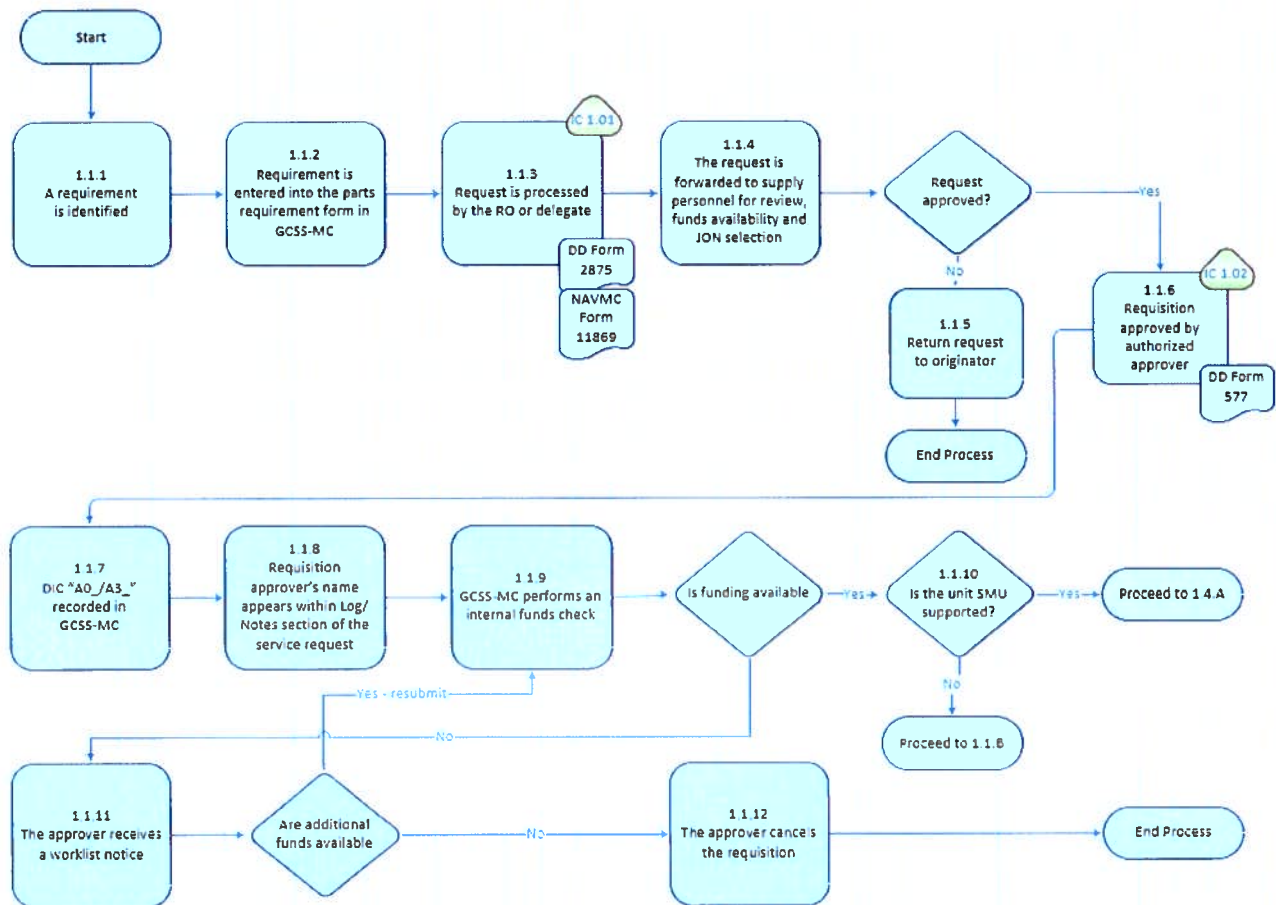 Start
1.1.1
A requirement
is identified
1.1.2
Requirement is
entered into the parts
requirement form in
GCSS-MC
IC 1.01
1.1.3
Request is processed
by the RO or delegate
DD Form
2875
NAVMC
Form
11869
1.1.4
The request is
forwarded to supply
personnel for review,
funds availability and
JON selection
Request
approved?
Yes
No
1.1.5
Return request
to originator
End Process
IC 1.02
1.1.6
Requisition
approved by
authorized
approver
DD Form
577
1.1.7
DIC "A0_/A3_"
recorded in
GCSS-MC
1.1.8
Requisition
approver's name
appears within Log/
Notes section of the
service request
1.1.9
GCSS-MC performs an
internal funds check
Is funding available
Yes
1.1.10
Is the unit SMU
supported?
Yes
Proceed to 1.4.A
No
Proceed to 1.1.B
Yes - resubmit
No
1.1.11
The approver receives
a worklist notice
Are additional
funds available
No
1.1.12
The approver cancels
the requisition
End Process